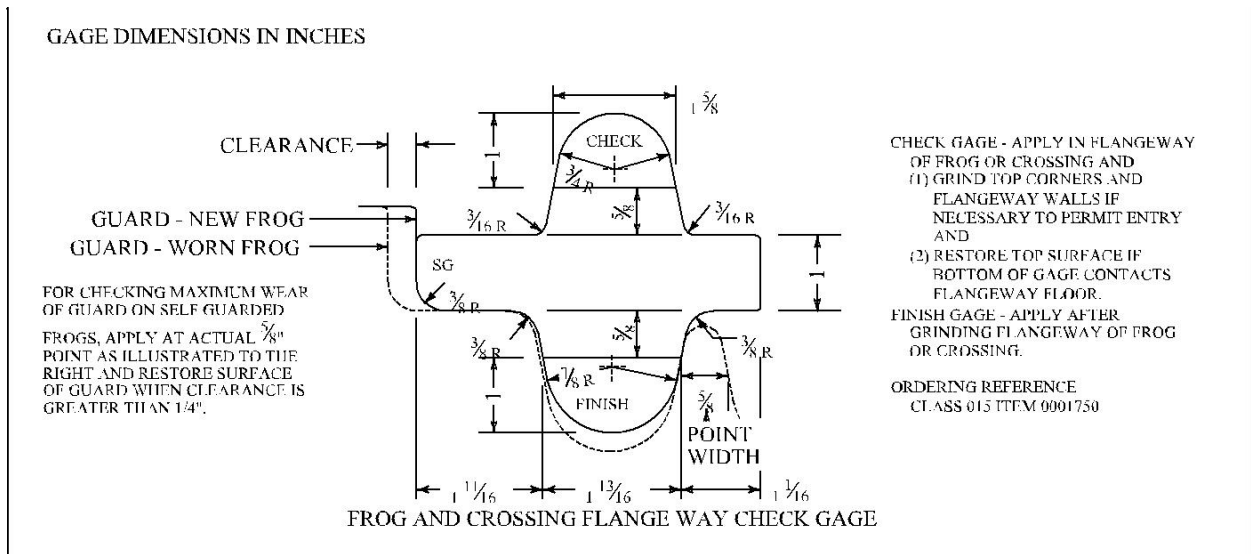 GAGE DIMENSIONS IN INCHES
1 5/8
CLEARANCE
1
CHECK
3/4 R
5/8
3/16 R
3/16 R
GUARD - NEW FROG
GUARD - WORN FROG
SG
3/8 R
1
5/8
3/8 R
3/8 R
7/8 R
1
FINISH
5/8
POINT
WIDTH
1 11/16
1 13/16
1 1/16
FOR CHECKING MAXIMUM WEAR
OF GUARD ON SELF GUARDED
FROGS, APPLY AT ACTUAL 5/8"
POINT AS ILLUSTRATED TO THE
RIGHT AND RESTORE SURFACE
OF GUARD WHEN CLEARANCE IS
GREATER THAN 1/4".
CHECK GAGE - APPLY IN FLANGEWAY
OF FROG OR CROSSING AND
(1) GRIND TOP CORNERS AND
FLANGEWAY WALLS IF
NECESSARY TO PERMIT ENTRY
AND
(2) RESTORE TOP SURFACE IF
BOTTOM OF GAGE CONTACTS
FLANGEWAY FLOOR.
FINISH GAGE - APPLY AFTER
GRINDING FLANGEWAY OF FROG
OR CROSSING.
ORDERING REFERENCE
CLASS 015 ITEM 0001750
FROG AND CROSSING FLANGE WAY CHECK GAGE